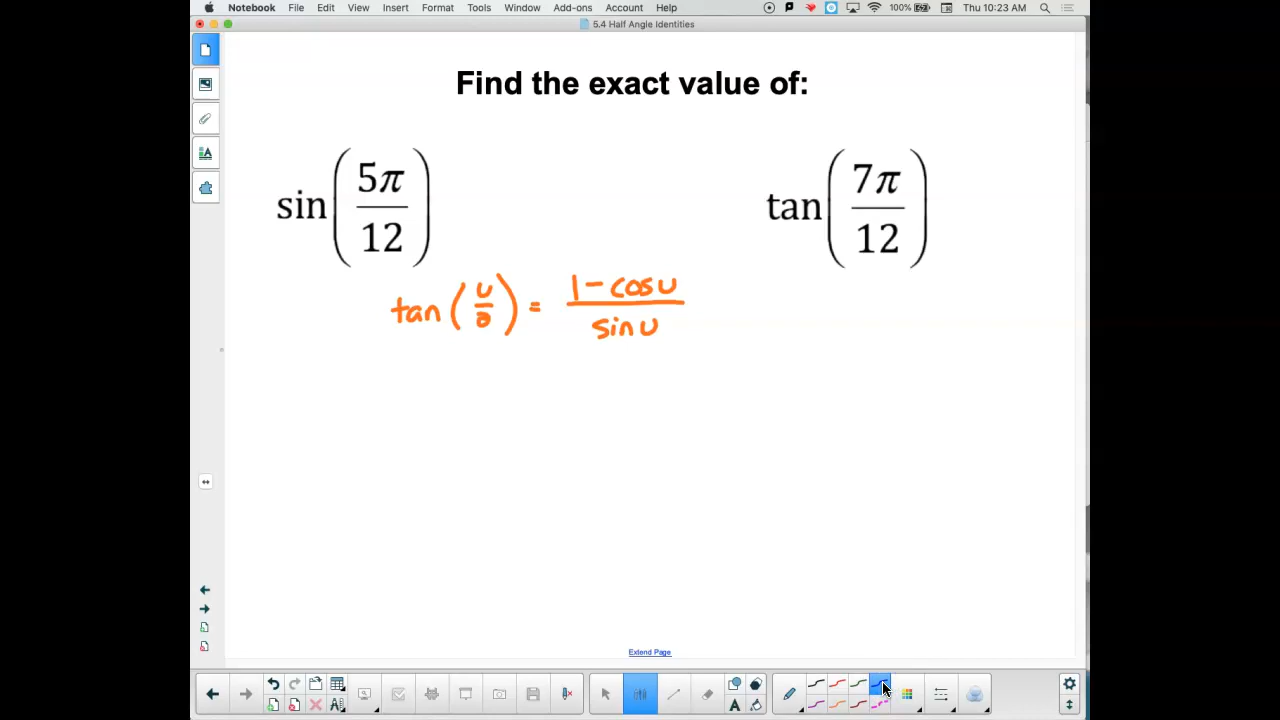 Notebook File Edit View Insert Format Tools Window Add-ons Account Help 100% Thu 10:23 AM
5.4 Half Angle Identities
Find the exact value of:
sin(5π/12) tan(7π/12)
tan(u/2) = (1 - cosu)/(sinu)
Extend Page